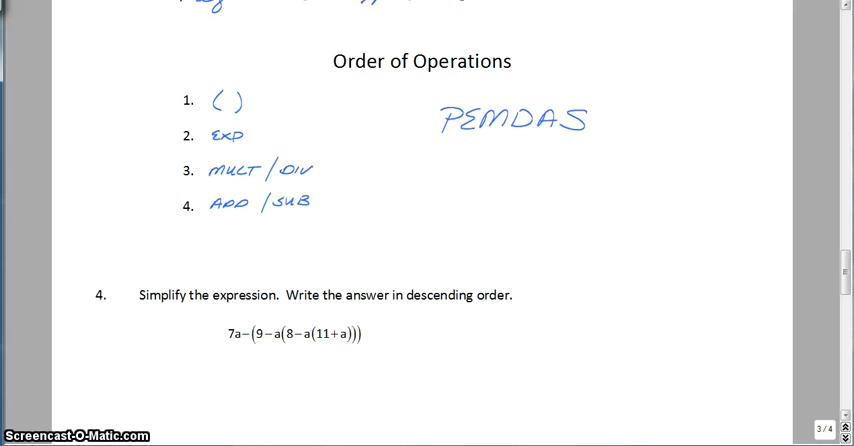 Order of Operations
1. ( )
2. EXP
3. MULT / DIV
4. ADD / SUB
PEMDAS
4. Simplify the expression. Write the answer in descending order.
7a−(9−a(8−a(11+a)))
3 / 4
Screencast-O-Matic.com